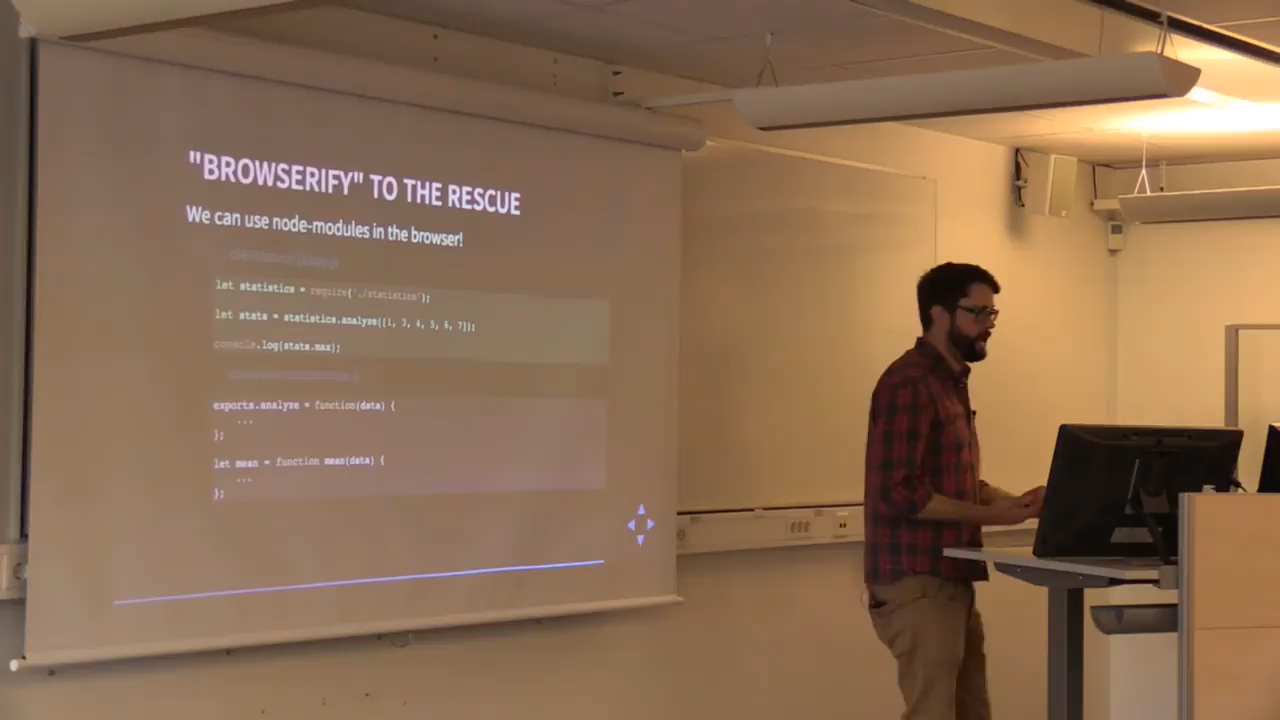 "BROWSERIFY" TO THE RESCUE
We can use node-modules in the browser!
let statistics = require('./statistics');
let stats = statistics.analyze([1, 3, 4, 5, 6, 7]);
console.log(stats.max);
exports.analyze = function(data) {
...
};
let mean = function mean(data) {
...
};